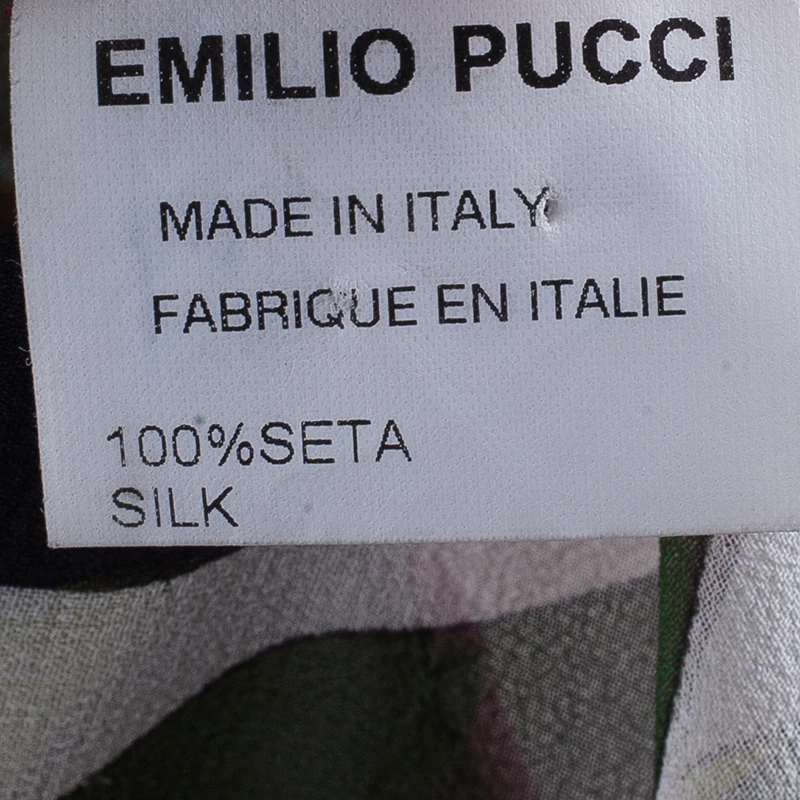 EMILIO PUCCI
MADE IN ITALY
FABRIQUE EN ITALIE
100%SETA
SILK